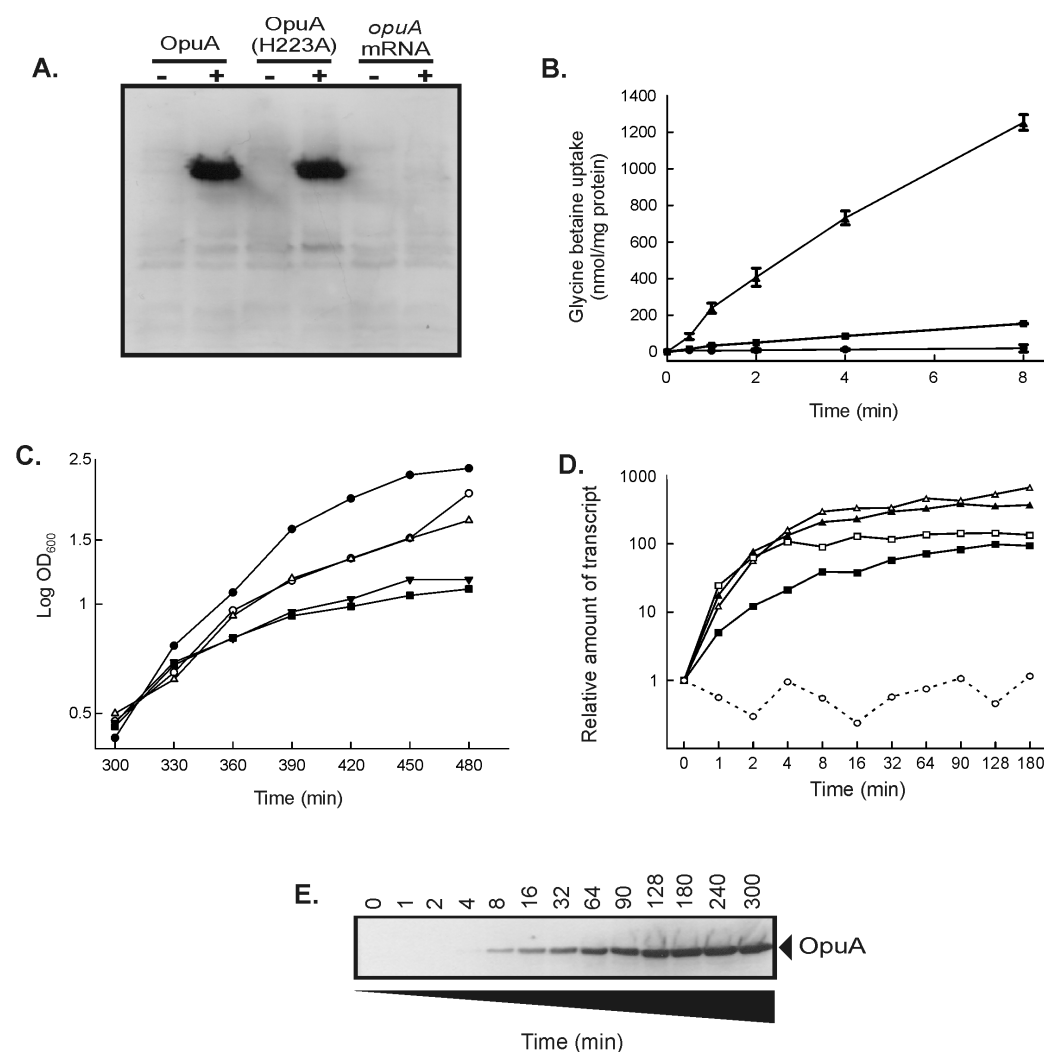 A.
OpuA
OpuA
(H223A)
opuA
mRNA
- + - + - +
B.
Glycine betaine uptake
(nmol/mg protein)
1400
1200
1000
800
600
400
200
0
0 2 4 6 8
Time (min)
C.
Log OD600
2.5
1.5
1
0.5
300 330 360 390 420 450 480
Time (min)
D.
Relative amount of transcript
1000
100
10
1
0 1 2 4 8 16 32 64 90 128 180
Time (min)
E.
0 1 2 4 8 16 32 64 90 128 180 240 300
OpuA
Time (min)